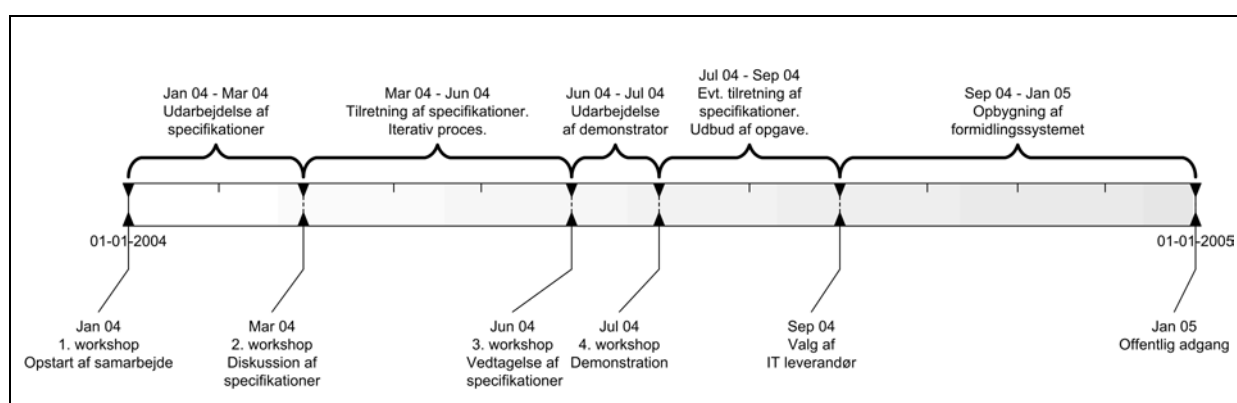 Jan 04 - Mar 04
Udarbejdelse af
specifikationer
Mar 04 - Jun 04
Tilretning af specifikationer.
Iterativ proces.
Jun 04 - Jul 04
Udarbejdelse
af demonstrator
Jul 04 - Sep 04
Evt. tilretning af
specifikationer.
Udbud af opgave.
Sep 04 - Jan 05
Opbygning af
formidlingssystemet
01-01-2004
01-01-2005
Jan 04
1. workshop
Opstart af samarbejde
Mar 04
2. workshop
Diskussion af
specifikationer
Jun 04
3. workshop
Vedtagelse af
specifikationer
Jul 04
4. workshop
Demonstration
Sep 04
Valg af
IT leverandør
Jan 05
Offentlig adgang